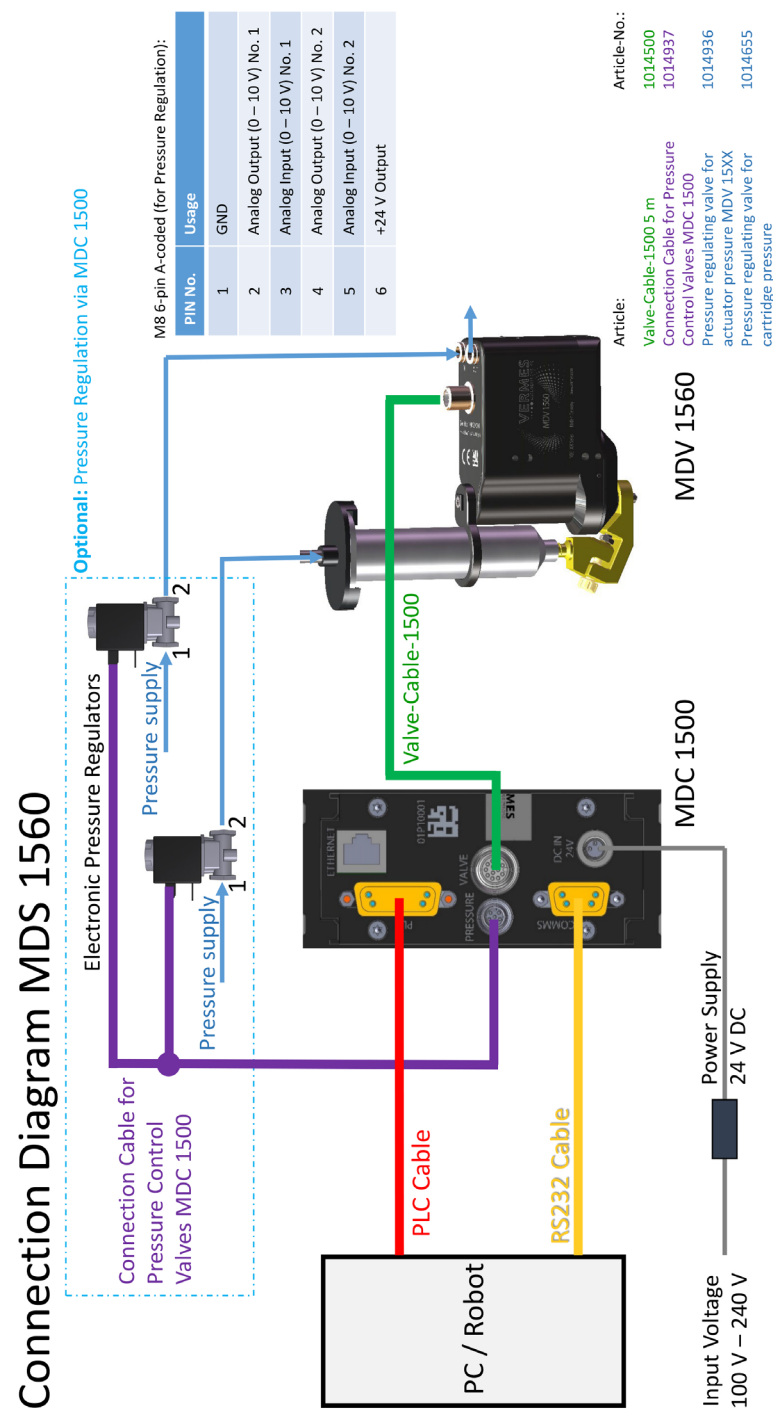 Connection Diagram MDS 1560
Optional: Pressure Regulation via MDC 1500
Connection Cable for
Pressure Control
Valves MDC 1500
Electronic Pressure Regulators
Pressure supply
1
2
Pressure supply
1
2
M8 6-pin A-coded (for Pressure Regulation):
PIN No. Usage
1 GND
2 Analog Output (0 – 10 V) No. 1
3 Analog Input (0 – 10 V) No. 1
4 Analog Output (0 – 10 V) No. 2
5 Analog Input (0 – 10 V) No. 2
6 +24 V Output
PC / Robot
PLC Cable
RS232 Cable
ETHERNET
01P10001
VALVE
MES
PRESSURE
COMMS
DC IN
24V
MDC 1500
Valve-Cable-1500
VERMES
MDV 1560
MDV 1560
Input Voltage
100 V – 240 V
Power Supply
24 V DC
Article: Article-No.:
Valve-Cable-1500 5 m 1014500
Connection Cable for Pressure 1014937
Control Valves MDC 1500
Pressure regulating valve for 1014936
actuator pressure MDV 15XX
Pressure regulating valve for 1014655
cartridge pressure